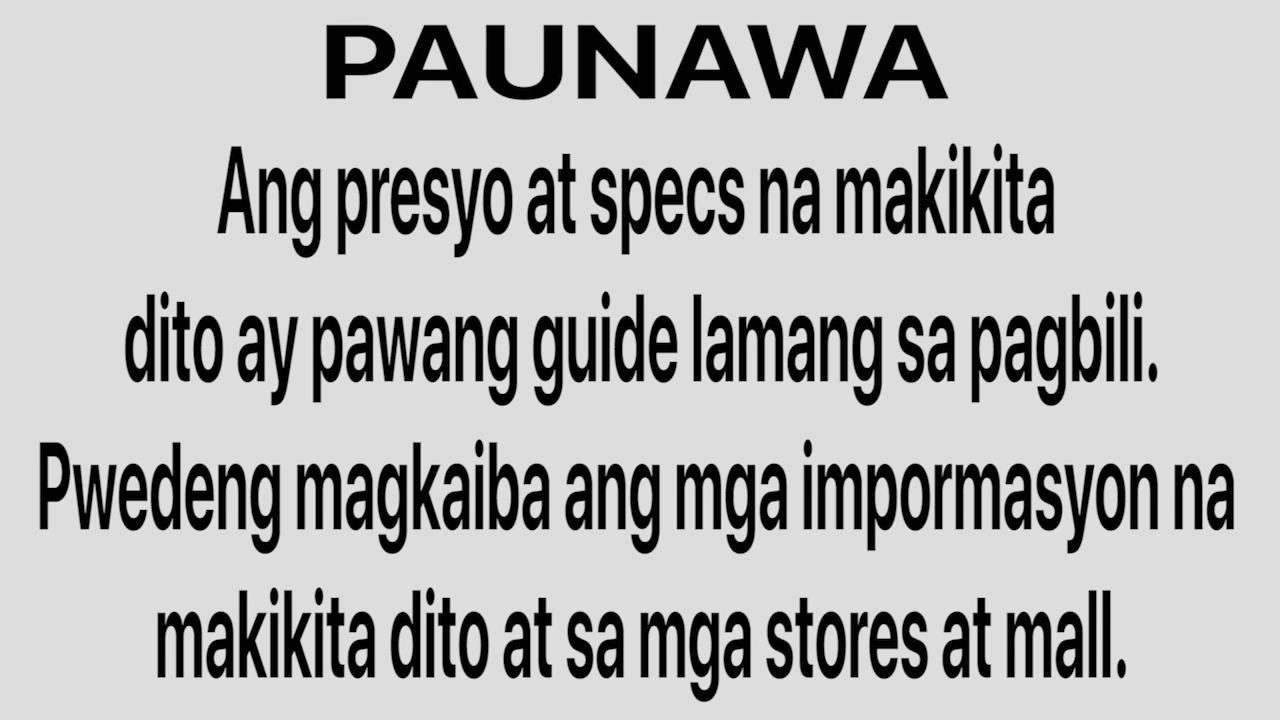 PAUNAWA
Ang presyo at specs na makikita
dito ay pawang guide lamang sa pagbili.
Pwedeng magkaiba ang mga impormasyon na
makikita dito at sa mga stores at mall.